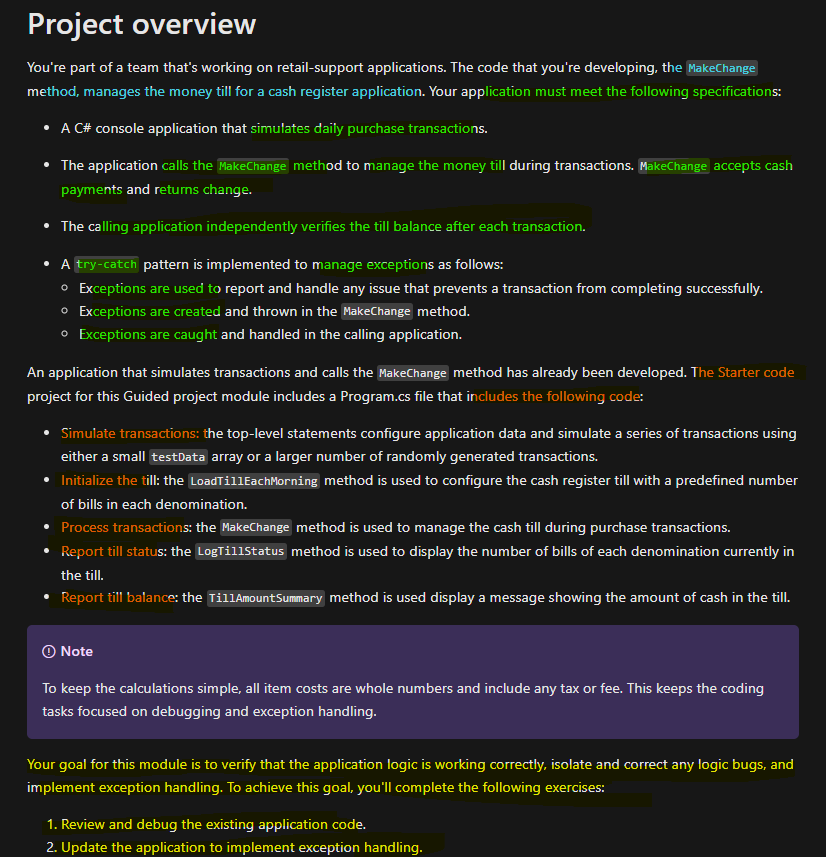 Project overview
You're part of a team that's working on retail-support applications. The code that you're developing, the MakeChange
method, manages the money till for a cash register application. Your application must meet the following specifications:
• A C# console application that simulates daily purchase transactions.
• The application calls the MakeChange method to manage the money till during transactions. MakeChange accepts cash
payments and returns change.
• The calling application independently verifies the till balance after each transaction.
• A try-catch pattern is implemented to manage exceptions as follows:
○ Exceptions are used to report and handle any issue that prevents a transaction from completing successfully.
○ Exceptions are created and thrown in the MakeChange method.
○ Exceptions are caught and handled in the calling application.
An application that simulates transactions and calls the MakeChange method has already been developed. The Starter code
project for this Guided project module includes a Program.cs file that includes the following code:
• Simulate transactions: the top-level statements configure application data and simulate a series of transactions using
either a small testData array or a larger number of randomly generated transactions.
• Initialize the till: the LoadTillEachMorning method is used to configure the cash register till with a predefined number
of bills in each denomination.
• Process transactions: the MakeChange method is used to manage the cash till during purchase transactions.
• Report till status: the LogTillStatus method is used to display the number of bills of each denomination currently in
the till.
• Report till balance: the TillAmountSummary method is used display a message showing the amount of cash in the till.
Note
To keep the calculations simple, all item costs are whole numbers and include any tax or fee. This keeps the coding
tasks focused on debugging and exception handling.
Your goal for this module is to verify that the application logic is working correctly, isolate and correct any logic bugs, and
implement exception handling. To achieve this goal, you'll complete the following exercises:
1. Review and debug the existing application code.
2. Update the application to implement exception handling.